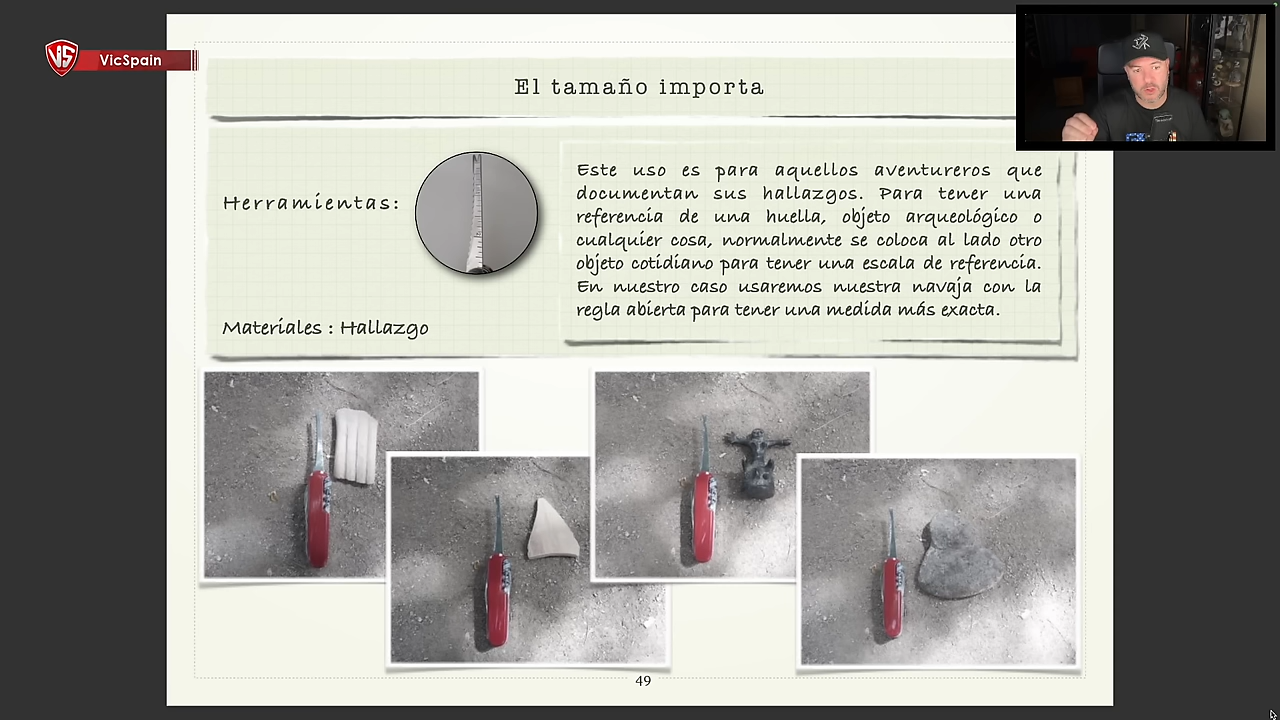 VS VicSpain
El tamaño importa
Herramientas:
Materiales : Hallazgo
Este uso es para aquellos aventureros que
documentan sus hallazgos. Para tener una
referencia de una huella, objeto arqueológico o
cualquier cosa, normalmente se coloca al lado otro
objeto cotidiano para tener una escala de referencia.
En nuestro caso usaremos nuestra navaja con la
regla abierta para tener una medida más exacta.
49